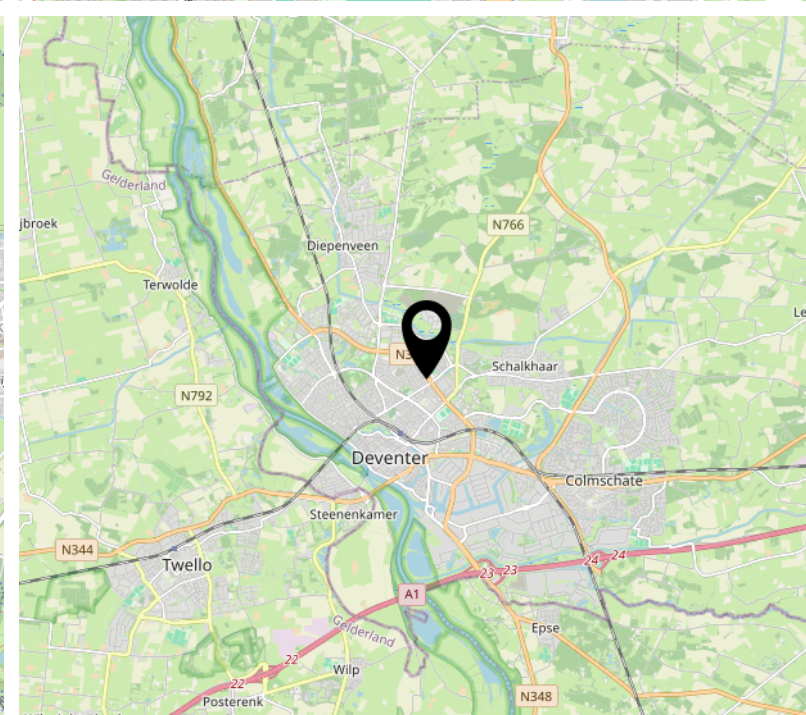 Gelderland
jbroek
N766
Diepenveen
Terwolde
N3
Schalkhaar
N792
Deventer
Colmschate
Steenenkamer
N344
Twello
23
23
24
24
A1
Gelderland
Epse
22
22
Wilp
Posterenk
N348
Le